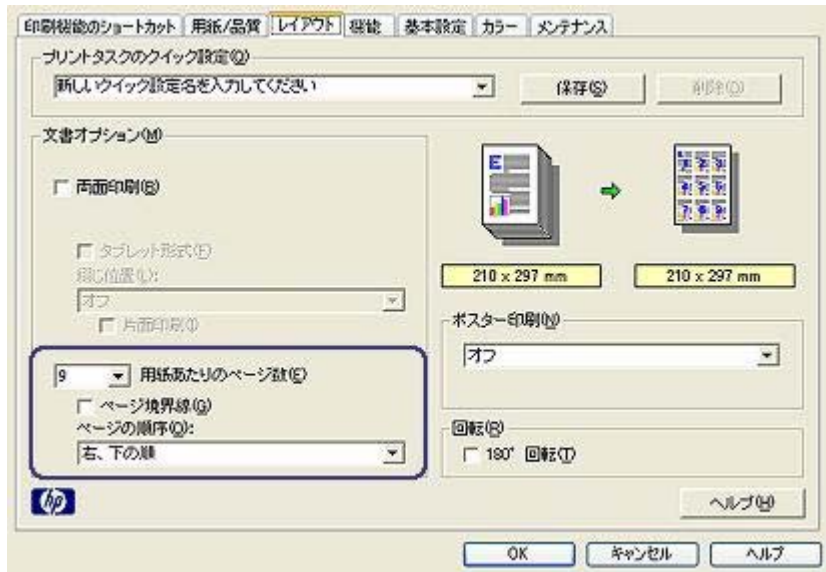 印刷機能のショートカット 用紙/品質 レイアウト 機能 基本設定 カラー メンテナンス
プリントタスクのクイック設定(Q)
新しいクイック設定名を入力してください 保存(S) 削除(D)
文書オプション(M)
両面印刷(B)
タブレット形式(F)
綴じ位置(L):
オフ
片面印刷(I)
210 x 297 mm 210 x 297 mm
ポスター印刷(N)
オフ
9 用紙あたりのページ数(E)
ページ境界線(G)
ページの順序(O):
右、下の順
回転(R)
180° 回転(T)
hp
ヘルプ(H)
OK キャンセル ヘルプ